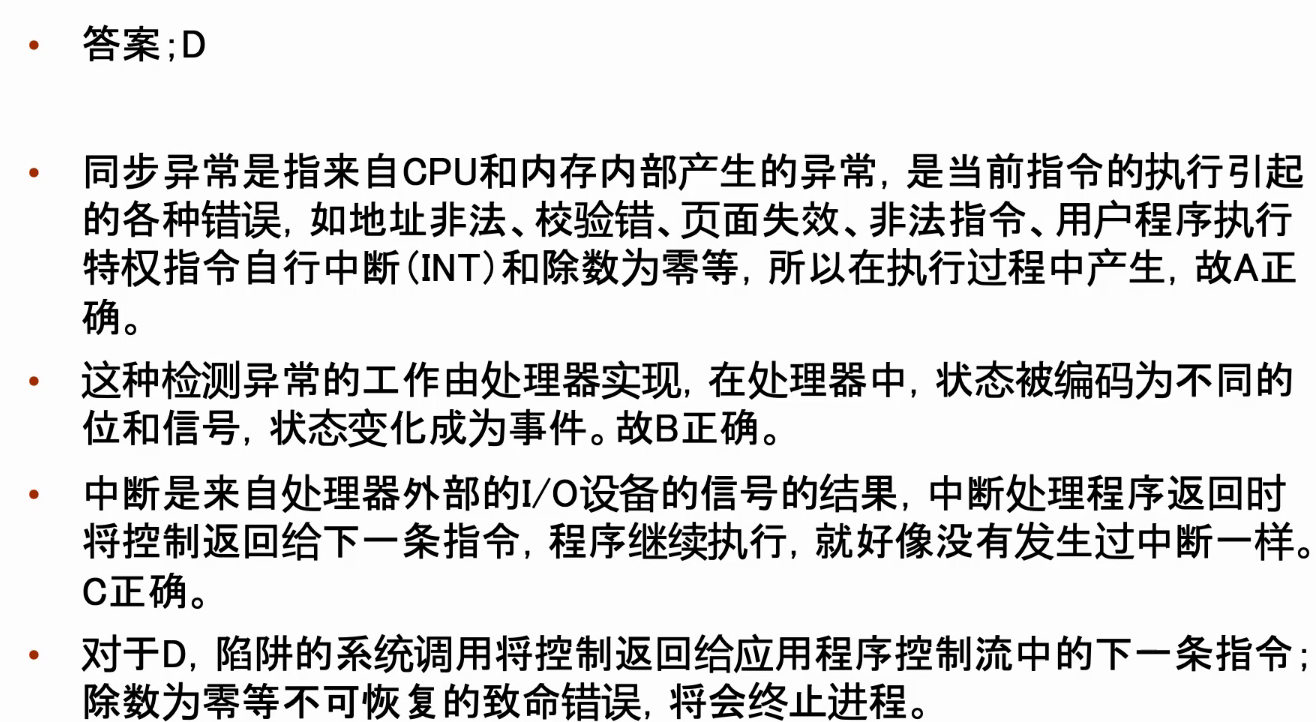 • 答案;D
• 同步异常是指来自CPU和内存内部产生的异常, 是当前指令的执行引起
的各种错误, 如地址非法、校验错、页面失效、非法指令、用户程序执行
特权指令自行中断(INT)和除数为零等, 所以在执行过程中产生, 故A正
确。
• 这种检测异常的工作由处理器实现, 在处理器中, 状态被编码为不同的
位和信号, 状态变化成为事件。故B正确。
• 中断是来自处理器外部的I/O设备的信号的结果, 中断处理程序返回时
将控制返回给下一条指令, 程序继续执行, 就好像没有发生过中断一样。
C正确。
• 对于D, 陷阱的系统调用将控制返回给应用程序控制流中的下一条指令;
除数为零等不可恢复的致命错误, 将会终止进程。